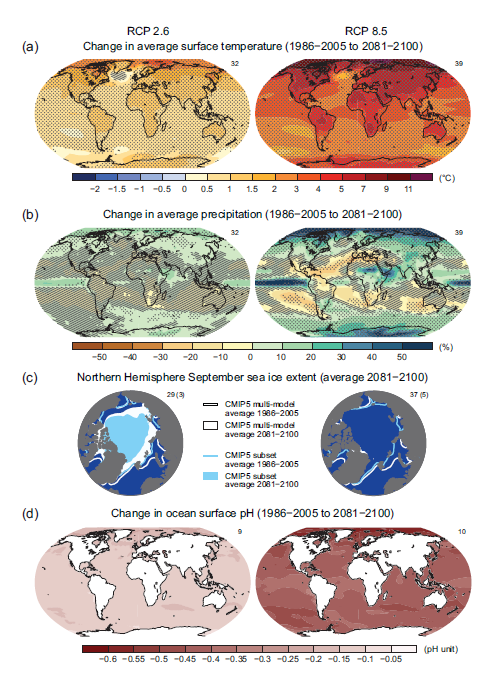 RCP 2.6 RCP 8.5
(a) Change in average surface temperature (1986−2005 to 2081−2100)
32 39
−2 −1.5 −1 −0.5 0 0.5 1 1.5 2 3 4 5 7 9 11 (°C)
(b) Change in average precipitation (1986−2005 to 2081−2100)
32 39
−50 −40 −30 −20 −10 0 10 20 30 40 50 (%)
(c) Northern Hemisphere September sea ice extent (average 2081−2100)
29 (3) 37 (5)
CMIP5 multi-model
average 1986−2005
CMIP5 multi-model
average 2081−2100
CMIP5 subset
average 1986−2005
CMIP5 subset
average 2081−2100
(d) Change in ocean surface pH (1986−2005 to 2081−2100)
9 10
−0.6 −0.55 −0.5 −0.45 −0.4 −0.35 −0.3 −0.25 −0.2 −0.15 −0.1 −0.05 (pH unit)